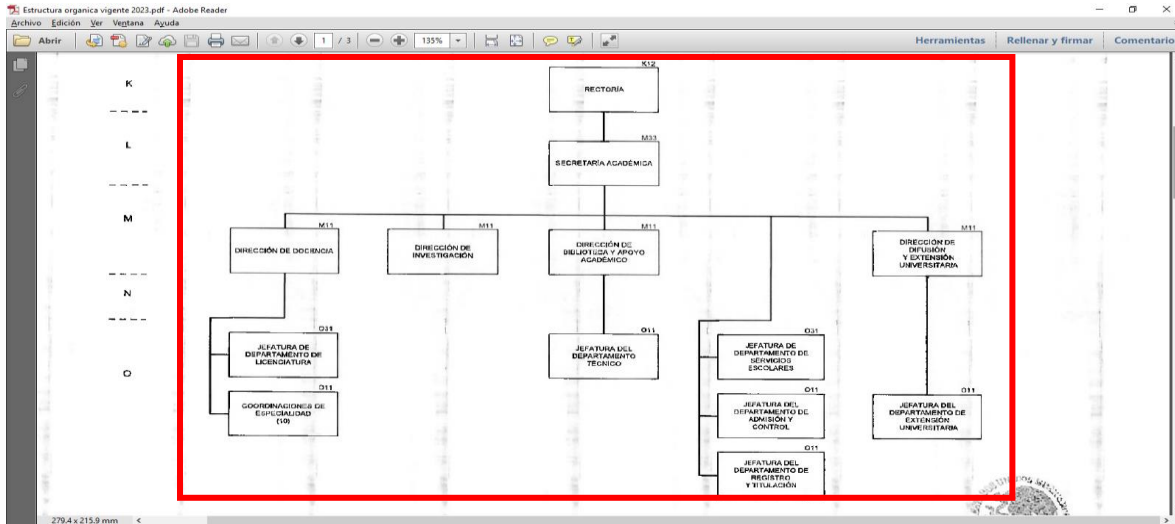 Estructura organica vigente 2023.pdf - Adobe Reader
Archivo Edición Ver Ventana Ayuda
Abrir 1 / 3 135% Herramientas Rellenar y firmar Comentario
K
L
M
N
O
K12
RECTORÍA
M33
SECRETARÍA ACADÉMICA
M11
DIRECCIÓN DE DOCENCIA
M11
DIRECCIÓN DE
INVESTIGACIÓN
M11
DIRECCIÓN DE
BIBLIOTECA Y APOYO
ACADÉMICO
M11
DIRECCIÓN DE
DIFUSIÓN
Y EXTENSIÓN
UNIVERSITARIA
O31
JEFATURA DE
DEPARTAMENTO DE
LICENCIATURA
O11
COORDINACIONES DE
ESPECIALIDAD
(10)
O11
JEFATURA DEL
DEPARTAMENTO
TÉCNICO
O31
JEFATURA DE
DEPARTAMENTO DE
SERVICIOS
ESCOLARES
O11
JEFATURA DEL
DEPARTAMENTO DE
ADMISIÓN Y
CONTROL
O11
JEFATURA DEL
DEPARTAMENTO DE
REGISTRO
Y TITULACIÓN
O11
JEFATURA DEL
DEPARTAMENTO DE
EXTENSIÓN
UNIVERSITARIA
279.4 x 215.9 mm